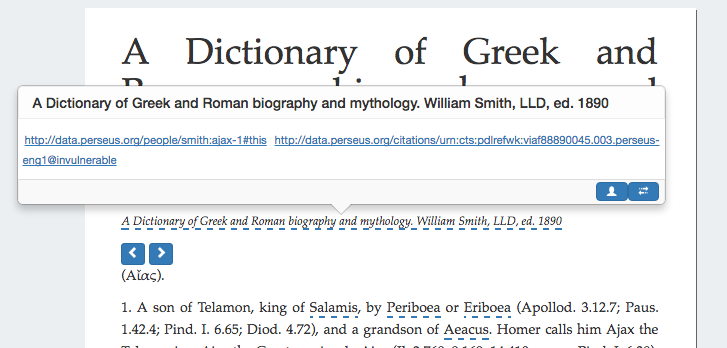 A Dictionary of Greek and
A Dictionary of Greek and Roman biography and mythology. William Smith, LLD, ed. 1890
http://data.perseus.org/people/smith:ajax-1#this http://data.perseus.org/citations/urn:cts:pdlrefwk:viaf88890045.003.perseus-
eng1@invulnerable
A Dictionary of Greek and Roman biography and mythology. William Smith, LLD, ed. 1890
(Αἴας).
1. A son of Telamon, king of Salamis, by Periboea or Eriboea (Apollod. 3.12.7; Paus.
1.42.4; Pind. I. 6.65; Diod. 4.72), and a grandson of Aeacus. Homer calls him Ajax the